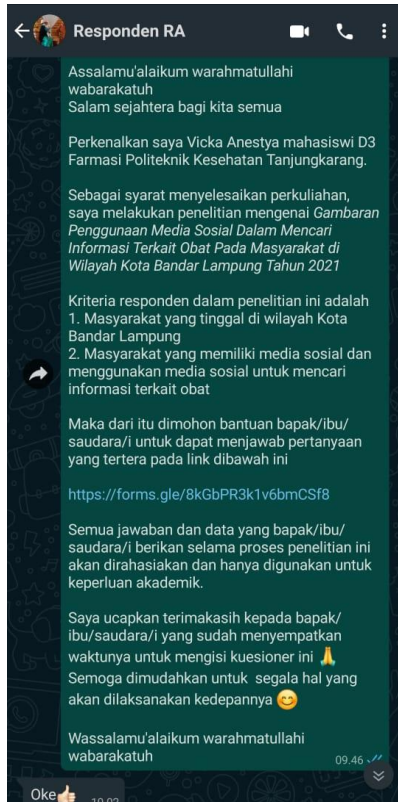 Responden RA
Assalamu'alaikum warahmatullahi
wabarakatuh
Salam sejahtera bagi kita semua
Perkenalkan saya Vicka Anestya mahasiswi D3
Farmasi Politeknik Kesehatan Tanjungkarang.
Sebagai syarat menyelesaikan perkuliahan,
saya melakukan penelitian mengenai Gambaran
Penggunaan Media Sosial Dalam Mencari
Informasi Terkait Obat Pada Masyarakat di
Wilayah Kota Bandar Lampung Tahun 2021
Kriteria responden dalam penelitian ini adalah
1. Masyarakat yang tinggal di wilayah Kota
Bandar Lampung
2. Masyarakat yang memiliki media sosial dan
menggunakan media sosial untuk mencari
informasi terkait obat
Maka dari itu dimohon bantuan bapak/ibu/
saudara/i untuk dapat menjawab pertanyaan
yang tertera pada link dibawah ini
https://forms.gle/8kGbPR3k1v6bmCSf8
Semua jawaban dan data yang bapak/ibu/
saudara/i berikan selama proses penelitian ini
akan dirahasiakan dan hanya digunakan untuk
keperluan akademik.
Saya ucapkan terimakasih kepada bapak/
ibu/saudara/i yang sudah menyempatkan
waktunya untuk mengisi kuesioner ini 🙏
Semoga dimudahkan untuk segala hal yang
akan dilaksanakan kedepannya 😊
Wassalamu'alaikum warahmatullahi
wabarakatuh
09.46
Oke👍